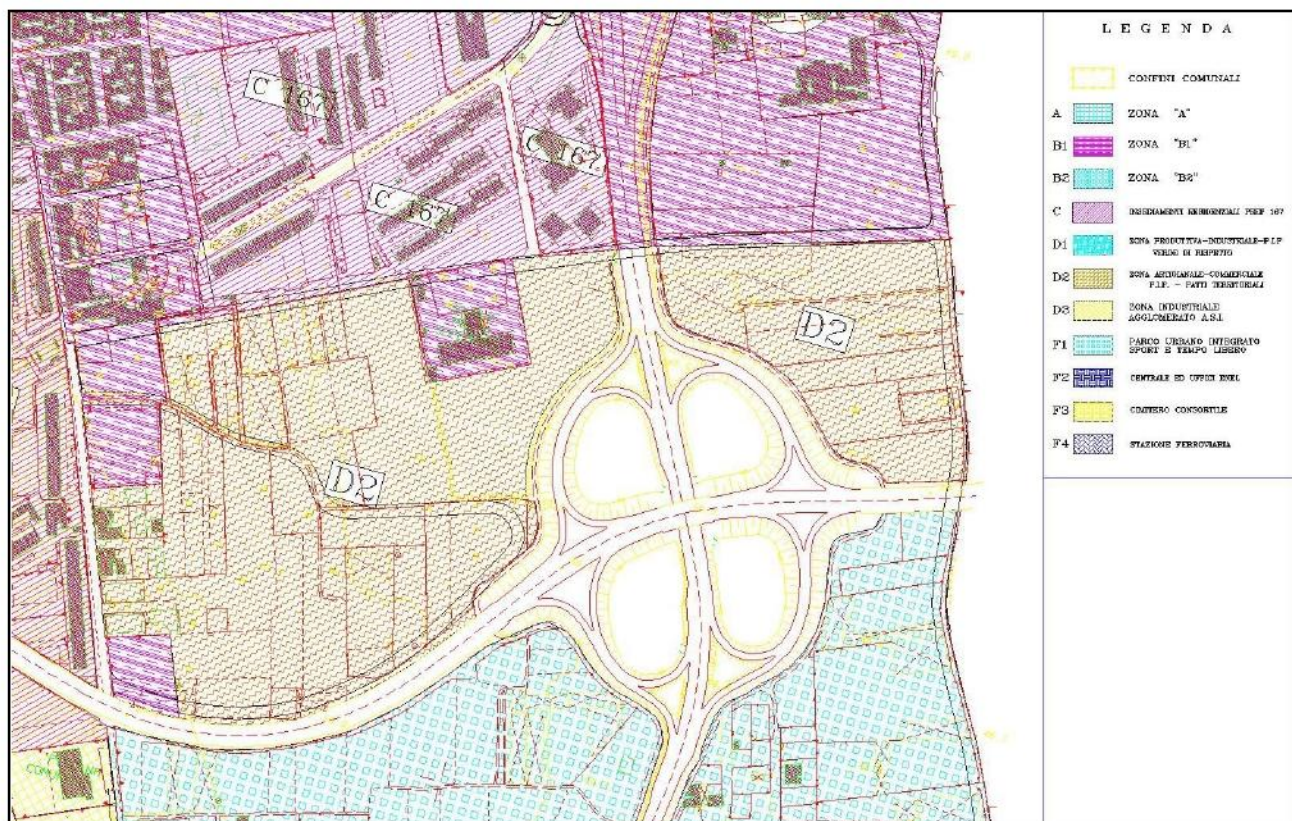 C 167
C 167
C 167
D2
D2
LEGENDA
CONFINI COMUNALI
A ZONA "A"
B1 ZONA "B1"
B2 ZONA "B2"
C INSEDIAMENTI RESIDENZIALI PEEP 167
D1 ZONA PRODUTTIVA-INDUSTRIALE-P.I.P
VERDE DI RISPETTO
D2 ZONA ARTIGIANALE-COMMERCIALE
P.I.P. - PATTI TERRITORIALI
D3 ZONA INDUSTRIALE
AGGLOMERATO A.S.I.
F1 PARCO URBANO INTEGRATO
SPORT E TEMPO LIBERO
F2 CENTRALE ED UFFICI ENEL
F3 CIMITERO CONSORTILE
F4 STAZIONE FERROVIARIA